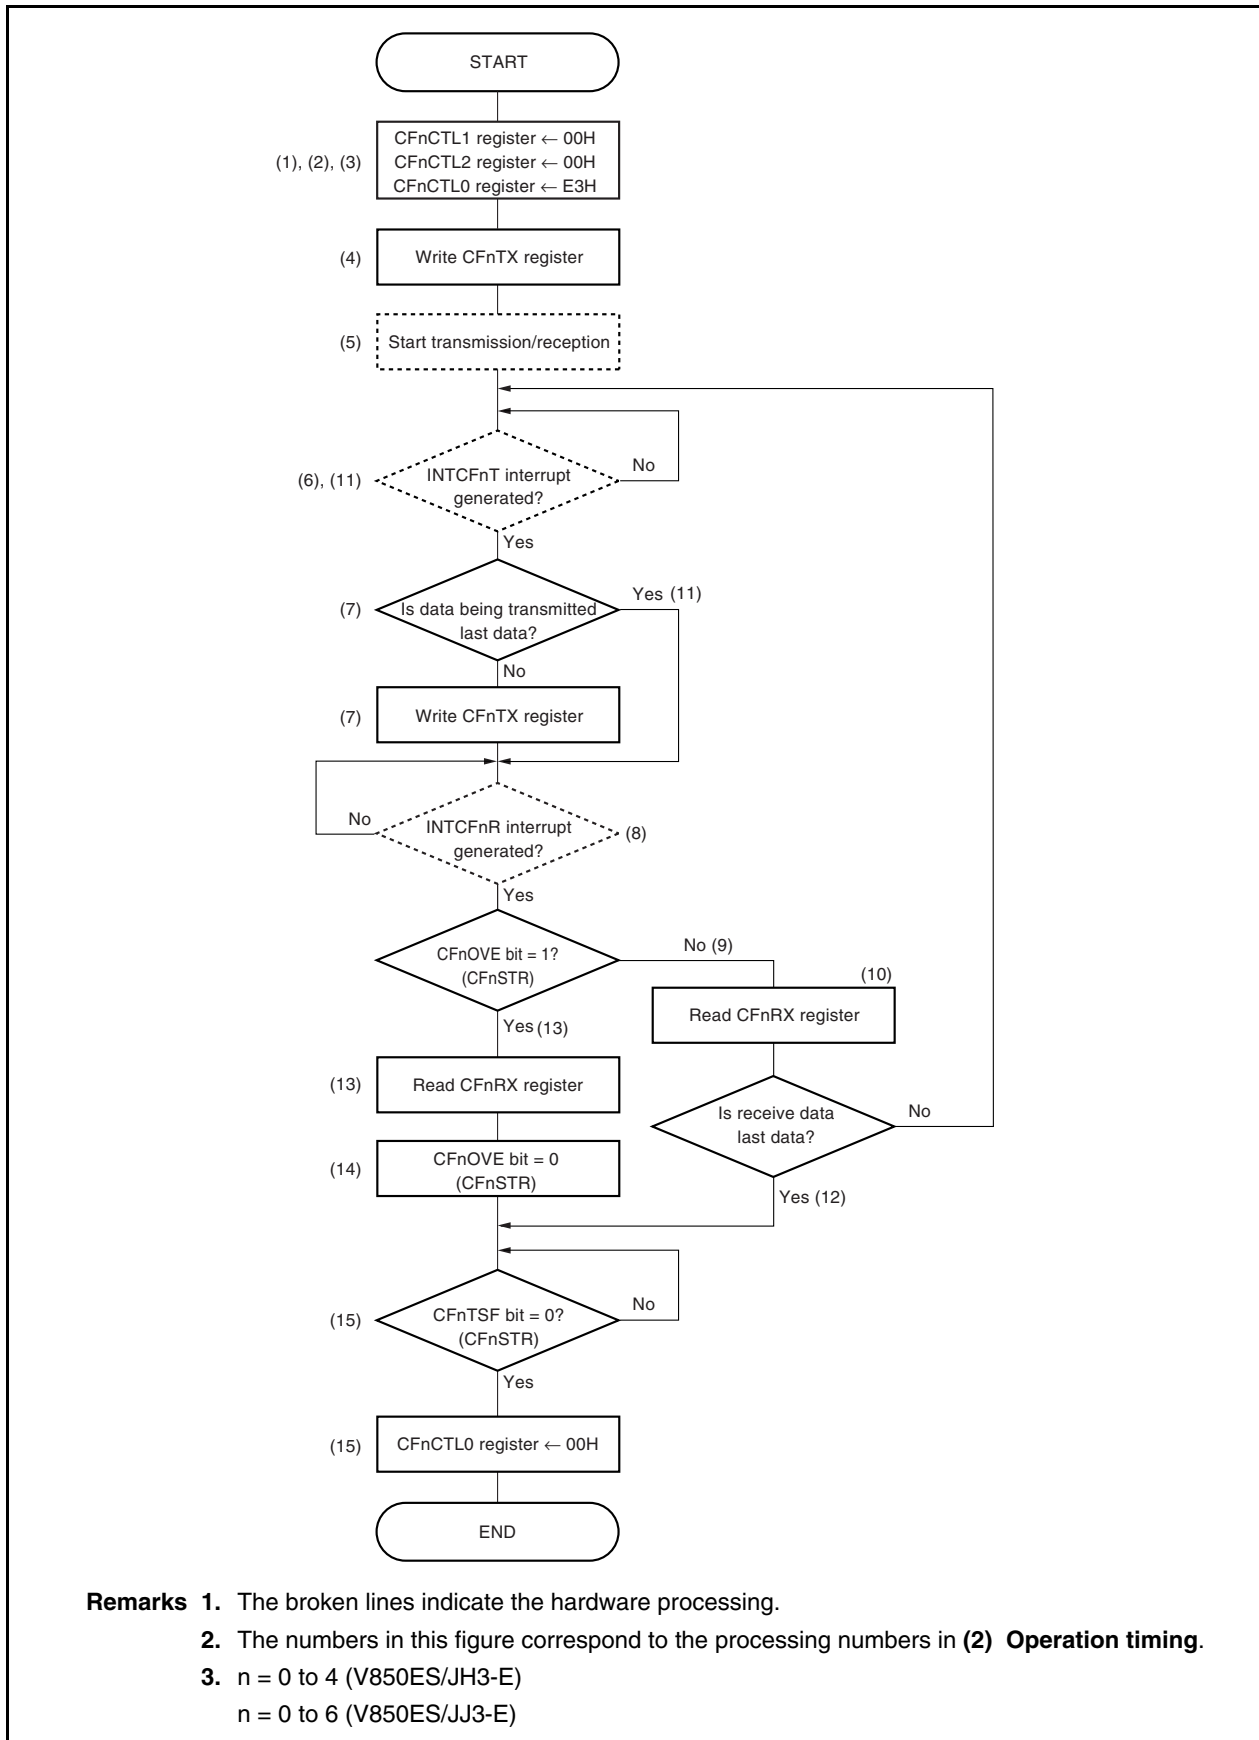 START
CFnCTL1 register ← 00H
(1), (2), (3)
CFnCTL2 register ← 00H
CFnCTL0 register ← E3H
(4)
Write CFnTX register
(5)
Start transmission/reception
No
(6), (11)
INTCFnT interrupt
generated?
Yes
Yes (11)
(7)
Is data being transmitted
last data?
No
(7)
Write CFnTX register
No
INTCFnR interrupt
generated?
(8)
Yes
No (9)
CFnOVE bit = 1?
(CFnSTR)
(10)
Read CFnRX register
Yes (13)
(13)
Read CFnRX register
Is receive data
last data?
No
(14)
CFnOVE bit = 0
(CFnSTR)
Yes (12)
No
(15)
CFnTSF bit = 0?
(CFnSTR)
Yes
(15)
CFnCTL0 register ← 00H
END
Remarks 1. The broken lines indicate the hardware processing.
2. The numbers in this figure correspond to the processing numbers in (2) Operation timing.
3. n = 0 to 4 (V850ES/JH3-E)
n = 0 to 6 (V850ES/JJ3-E)